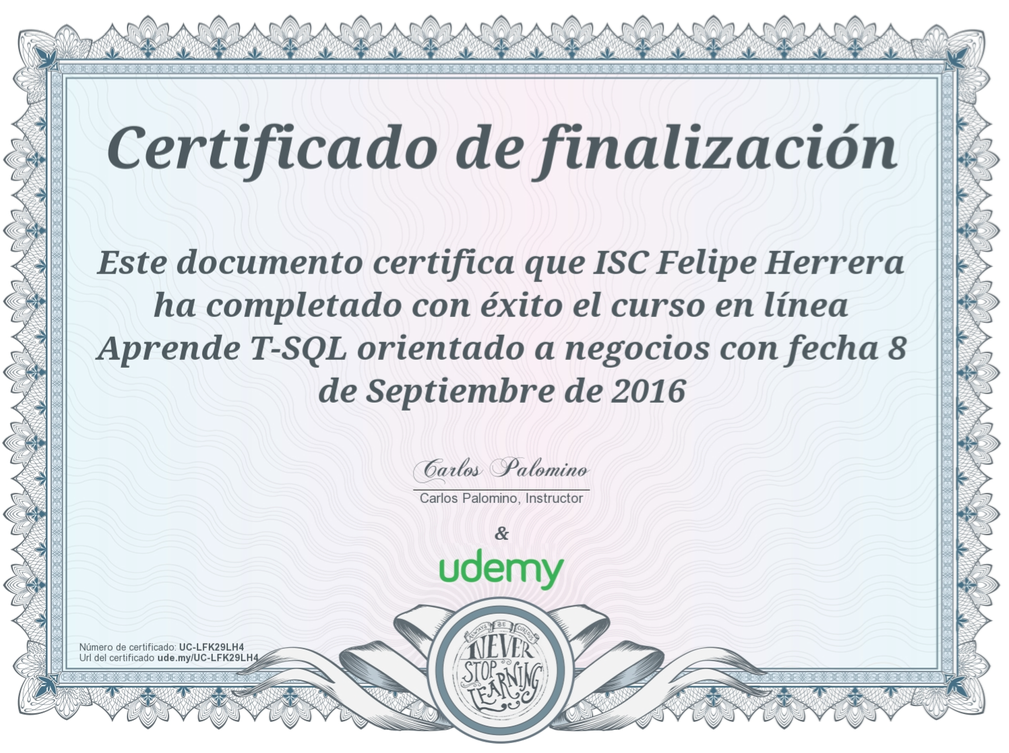 Certificado de finalización
Este documento certifica que ISC Felipe Herrera
ha completado con éxito el curso en línea
Aprende T-SQL orientado a negocios con fecha 8
de Septiembre de 2016
Carlos Palomino
Carlos Palomino, Instructor
&
udemy
Número de certificado: UC-LFK29LH4
Url del certificado ude.my/UC-LFK29LH4
NEVER
STOP
LEARNING